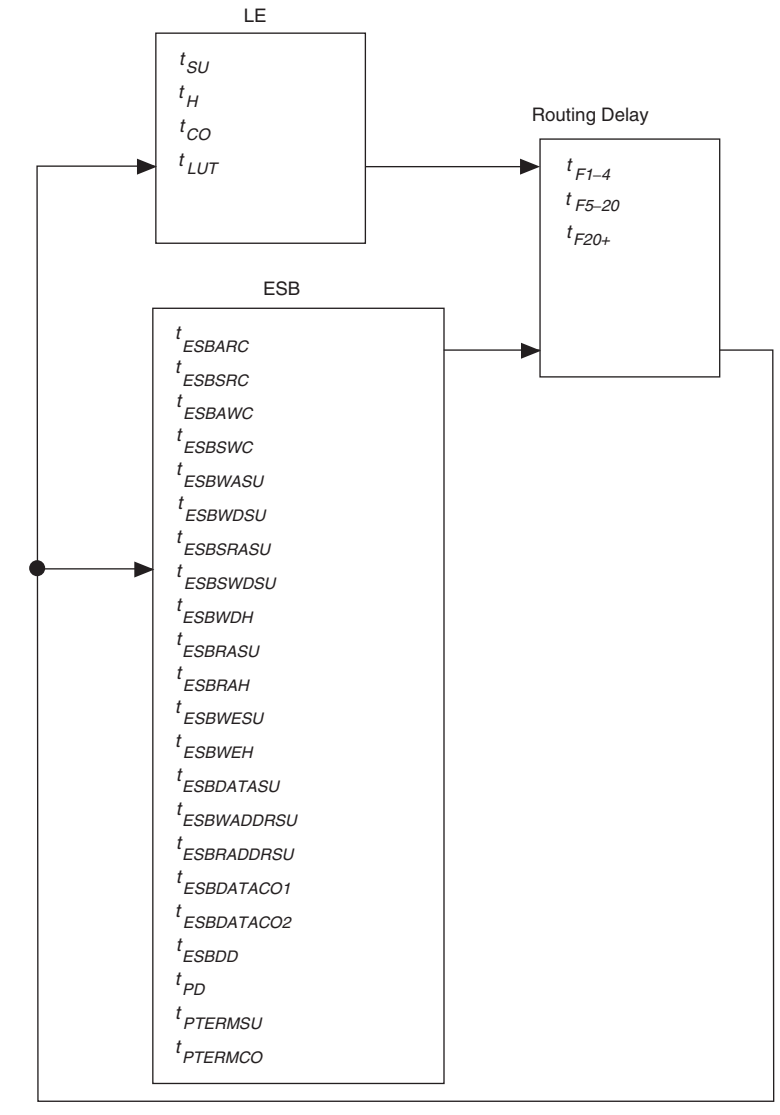 LE
tSU
tH
tCO
tLUT
Routing Delay
tF1–4
tF5–20
tF20+
ESB
tESBARC
tESBSRC
tESBAWC
tESBSWC
tESBWASU
tESBWDSU
tESBSRASU
tESBSWDSU
tESBWDH
tESBRASU
tESBRAH
tESBWESU
tESBWEH
tESBDATASU
tESBWADDRSU
tESBRADDRSU
tESBDATACO1
tESBDATACO2
tESBDD
tPD
tPTERMSU
tPTERMCO